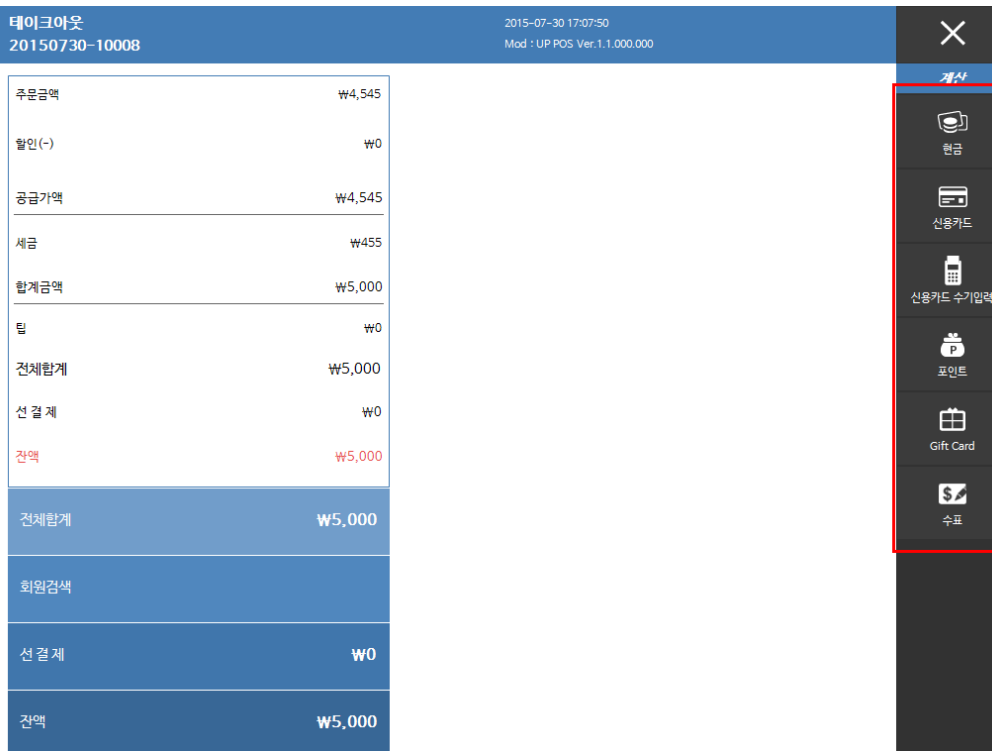 테이크아웃
20150730-10008
2015-07-30 17:07:50
Mod : UP POS Ver.1.1.000.000
계산
주문금액 ₩4,545
할인(-) ₩0
공급가액 ₩4,545
세금 ₩455
합계금액 ₩5,000
팁 ₩0
전체합계 ₩5,000
선결제 ₩0
잔액 ₩5,000
전체합계 ₩5,000
회원검색
선결제 ₩0
잔액 ₩5,000
현금
신용카드
신용카드 수기입력
포인트
P
Gift Card
$
수표